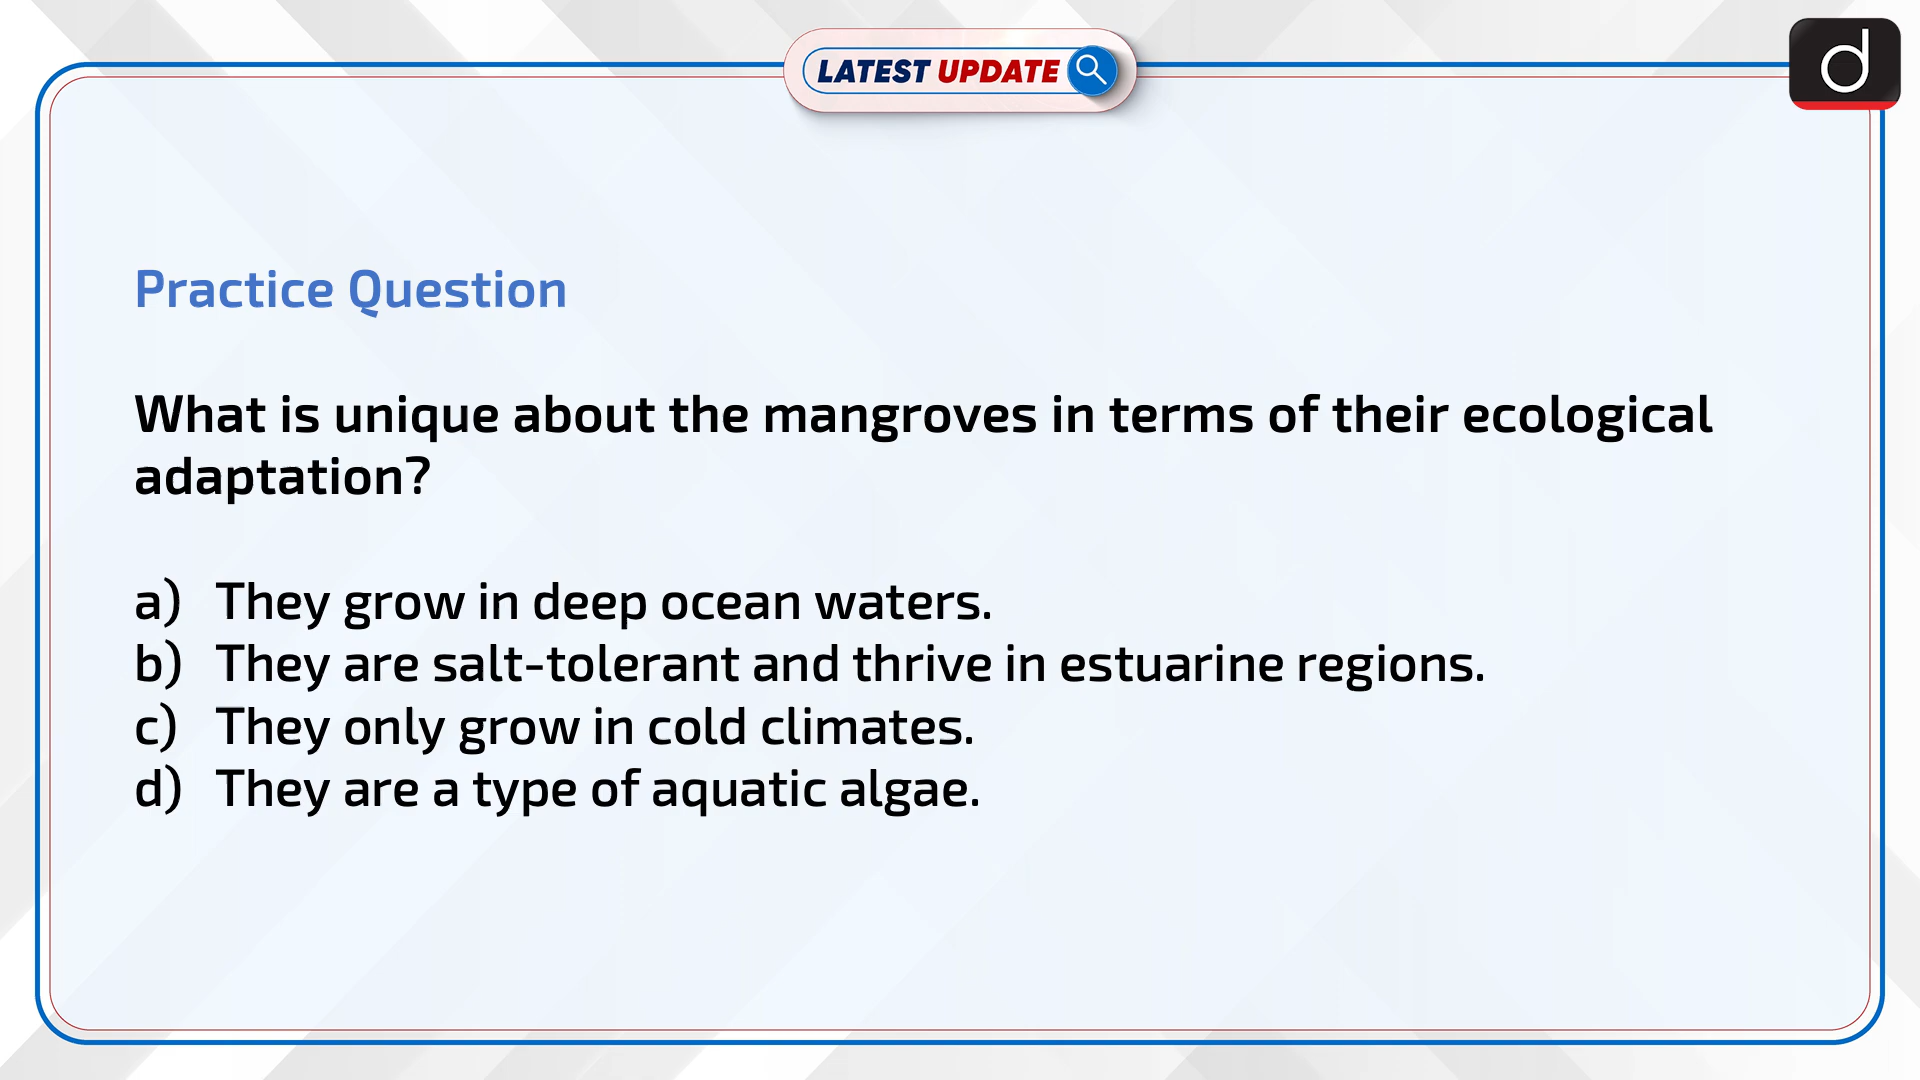 LATEST UPDATE
d
Practice Question
What is unique about the mangroves in terms of their ecological
adaptation?
a) They grow in deep ocean waters.
b) They are salt-tolerant and thrive in estuarine regions.
c) They only grow in cold climates.
d) They are a type of aquatic algae.